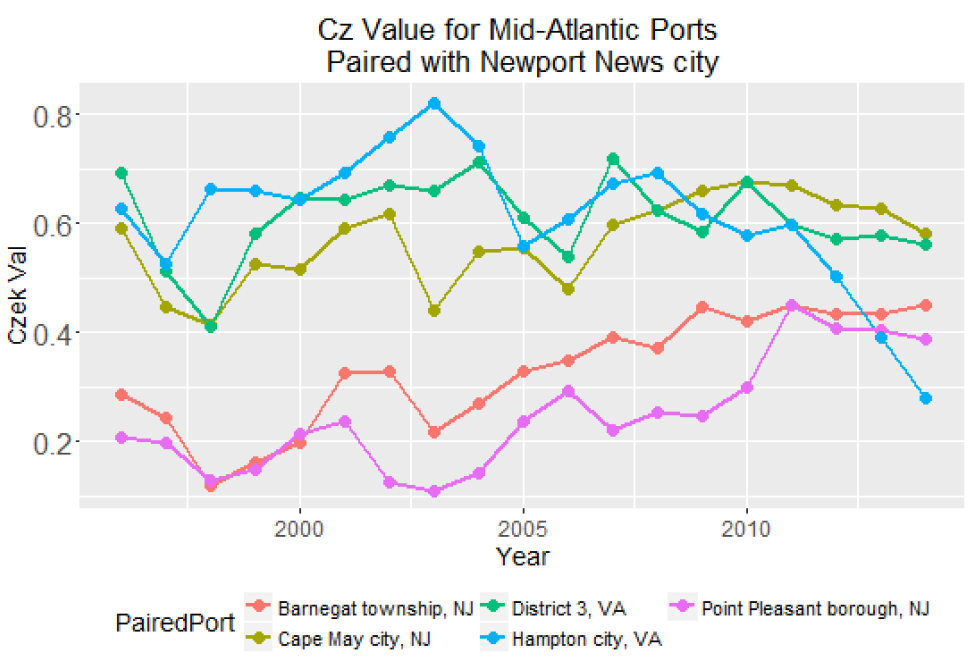 Cz Value for Mid-Atlantic Ports
Paired with Newport News city
0.8
0.6
0.4
0.2
Czek Val
2000 2005 2010
Year
PairedPort
Barnegat township, NJ District 3, VA Point Pleasant borough, NJ
Cape May city, NJ Hampton city, VA